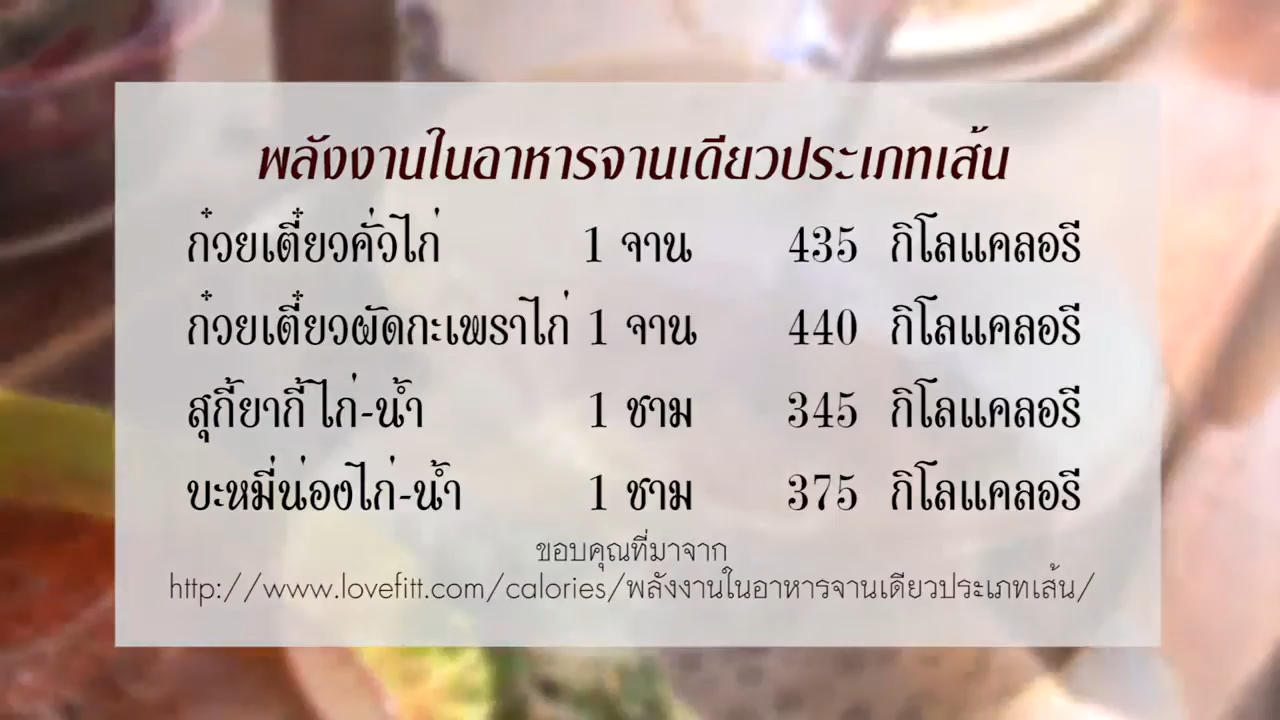 พลังงานในอาหารจานเดียวประเภทเส้น
ก๋วยเตี๋ยวคั่วไก่ 1 จาน 435 กิโลแคลอรี
ก๋วยเตี๋ยวผัดกะเพราไก่ 1 จาน 440 กิโลแคลอรี
สุกี้ยากี้ ไก่-น้ำ 1 ชาม 345 กิโลแคลอรี
บะหมี่น่องไก่-น้ำ 1 ชาม 375 กิโลแคลอรี
ขอบคุณที่มาจาก
http://www.lovefitt.com/calories/พลังงานในอาหารจานเดียวประเภทเส้น/